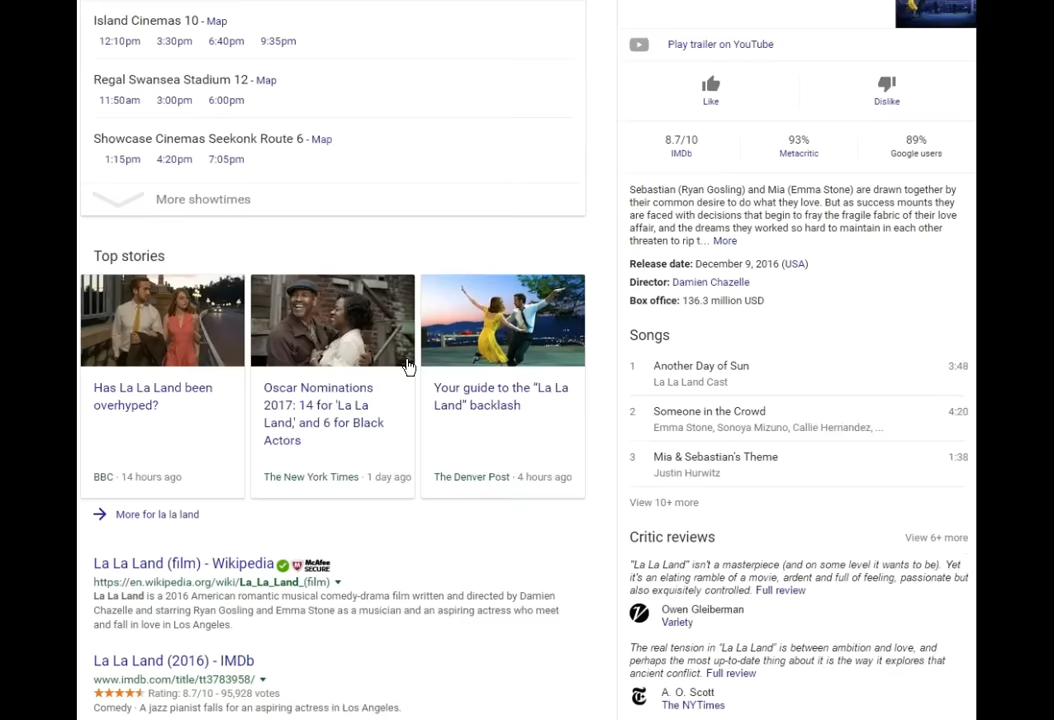 Island Cinemas 10 - Map
12:10pm 3:30pm 6:40pm 9:35pm
Regal Swansea Stadium 12 - Map
11:50am 3:00pm 6:00pm
Showcase Cinemas Seekonk Route 6 - Map
1:15pm 4:20pm 7:05pm
More showtimes
Top stories
Has La La Land been
overhyped?
BBC · 14 hours ago
Oscar Nominations
2017: 14 for 'La La
Land,' and 6 for Black
Actors
The New York Times · 1 day ago
Your guide to the “La La
Land” backlash
The Denver Post · 4 hours ago
More for la la land
La La Land (film) - Wikipedia McAfee SECURE
https://en.wikipedia.org/wiki/La_La_Land_(film)
La La Land is a 2016 American romantic musical comedy-drama film written and directed by Damien
Chazelle and starring Ryan Gosling and Emma Stone as a musician and an aspiring actress who meet
and fall in love in Los Angeles.
La La Land (2016) - IMDb
www.imdb.com/title/tt3783958/
Rating: 8.7/10 - 95,928 votes
Comedy · A jazz pianist falls for an aspiring actress in Los Angeles.
Play trailer on YouTube
Like Dislike
8.7/10 93% 89%
IMDb Metacritic Google users
Sebastian (Ryan Gosling) and Mia (Emma Stone) are drawn together by
their common desire to do what they love. But as success mounts they
are faced with decisions that begin to fray the fragile fabric of their love
affair, and the dreams they worked so hard to maintain in each other
threaten to rip t... More
Release date: December 9, 2016 (USA)
Director: Damien Chazelle
Box office: 136.3 million USD
Songs
1 Another Day of Sun 3:48
La La Land Cast
2 Someone in the Crowd 4:20
Emma Stone, Sonoya Mizuno, Callie Hernandez, ...
3 Mia & Sebastian's Theme 1:38
Justin Hurwitz
View 10+ more
Critic reviews View 6+ more
"La La Land" isn't a masterpiece (and on some level it wants to be). Yet
it's an elating ramble of a movie, ardent and full of feeling, passionate but
also exquisitely controlled. Full review
Owen Gleiberman
Variety
The real tension in "La La Land" is between ambition and love, and
perhaps the most up-to-date thing about it is the way it explores that
ancient conflict. Full review
A. O. Scott
The NYTimes